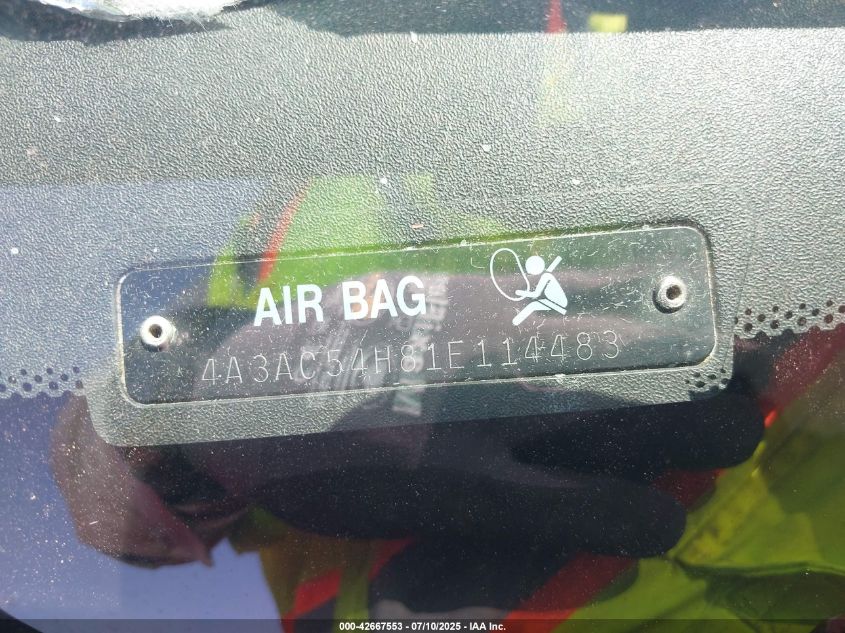 AIR BAG
4A3AC54H81E114483
000-42667553 - 07/10/2025 - IAA Inc.